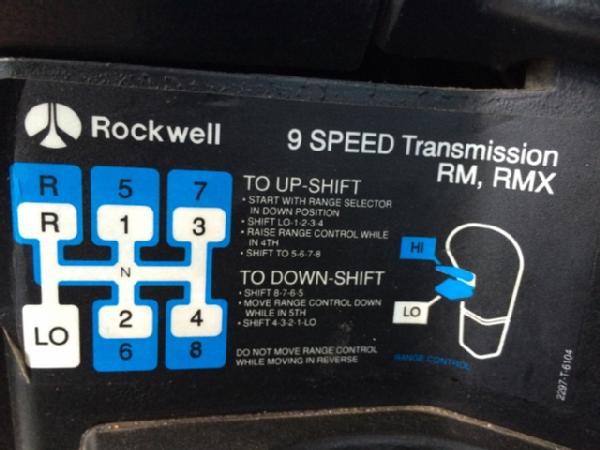 Rockwell
9 SPEED Transmission
RM, RMX
R 5 7
R 1 3
N
LO 2 4
6 8
TO UP-SHIFT
• START WITH RANGE SELECTOR
IN DOWN POSITION
• SHIFT LO-1-2-3-4
• RAISE RANGE CONTROL WHILE
IN 4TH
• SHIFT TO 5-6-7-8
TO DOWN-SHIFT
• SHIFT 8-7-6-5
• MOVE RANGE CONTROL DOWN
WHILE IN 5TH
• SHIFT 4-3-2-1-LO
DO NOT MOVE RANGE CONTROL
WHILE MOVING IN REVERSE
HI
LO
RANGE CONTROL
2297-T-6104